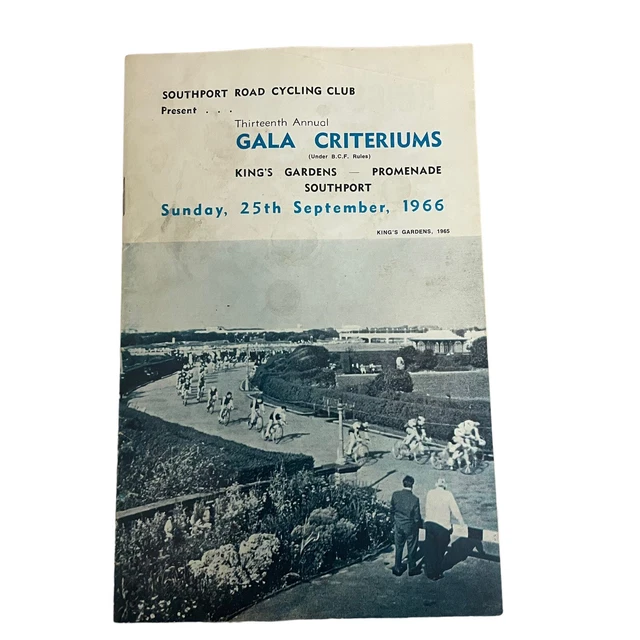 SOUTHPORT ROAD CYCLING CLUB
Present . . .
Thirteenth Annual
GALA CRITERIUMS
(Under B.C.F. Rules)
KING'S GARDENS — PROMENADE
SOUTHPORT
Sunday, 25th September, 1966
KING'S GARDENS, 1965